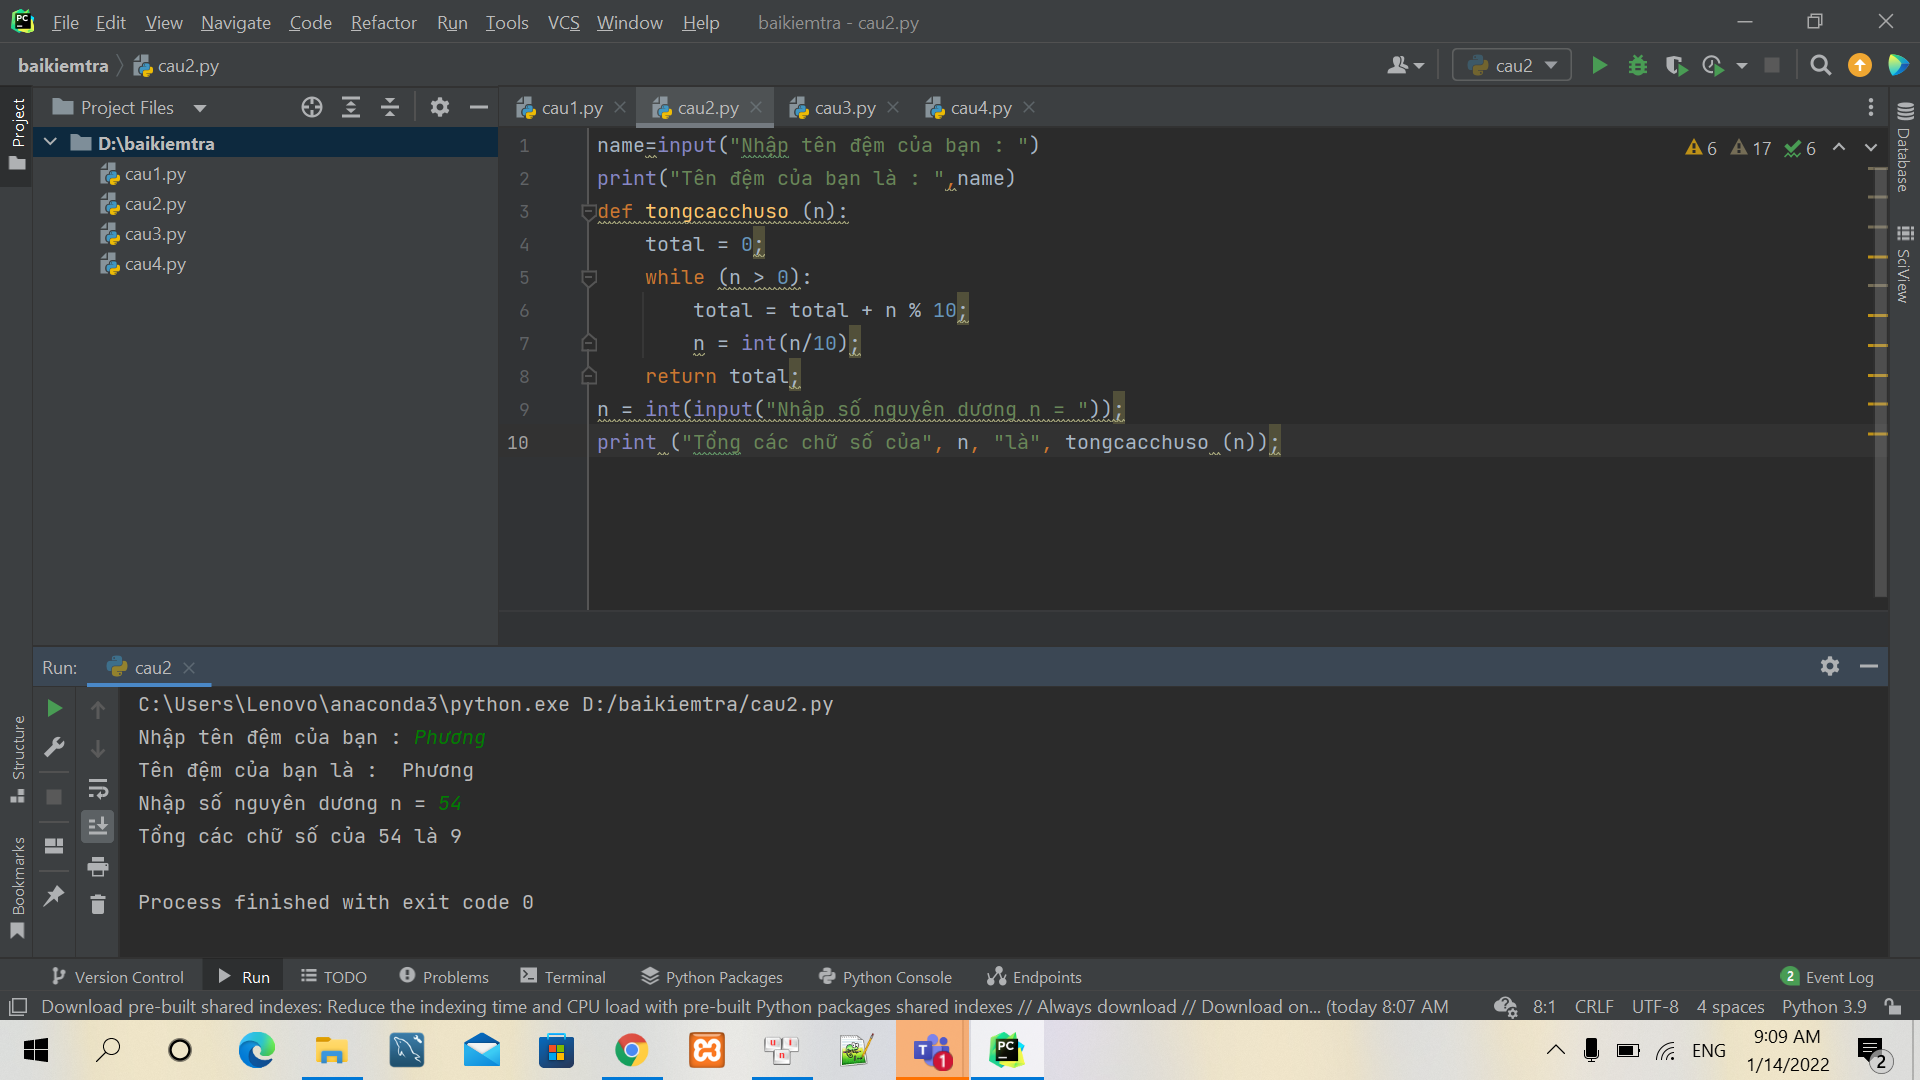 File Edit View Navigate Code Refactor Run Tools VCS Window Help baikiemtra - cau2.py
baikiemtra cau2.py cau2
Project Files
cau1.py cau2.py cau3.py cau4.py
Project
D:\baikiemtra
cau1.py
cau2.py
cau3.py
cau4.py
6 17 6
1 name=input("Nhập tên đệm của bạn : ")
2 print("Tên đệm của bạn là : ",name)
3 def tongcacchuso (n):
4 total = 0;
5 while (n > 0):
6 total = total + n % 10;
7 n = int(n/10);
8 return total;
9 n = int(input("Nhập số nguyên dương n = "));
10 print ("Tổng các chữ số của", n, "là", tongcacchuso (n));
Database
SciView
Run: cau2
C:\Users\Lenovo\anaconda3\python.exe D:/baikiemtra/cau2.py
Nhập tên đệm của bạn : Phương
Tên đệm của bạn là :  Phương
Nhập số nguyên dương n = 54
Tổng các chữ số của 54 là 9
Process finished with exit code 0
Structure
Bookmarks
Version Control Run TODO Problems Terminal Python Packages Python Console Endpoints 2 Event Log
Download pre-built shared indexes: Reduce the indexing time and CPU load with pre-built Python packages shared indexes // Always download // Download on... (today 8:07 AM 8:1 CRLF UTF-8 4 spaces Python 3.9
ENG 9:09 AM
1/14/2022
1
2